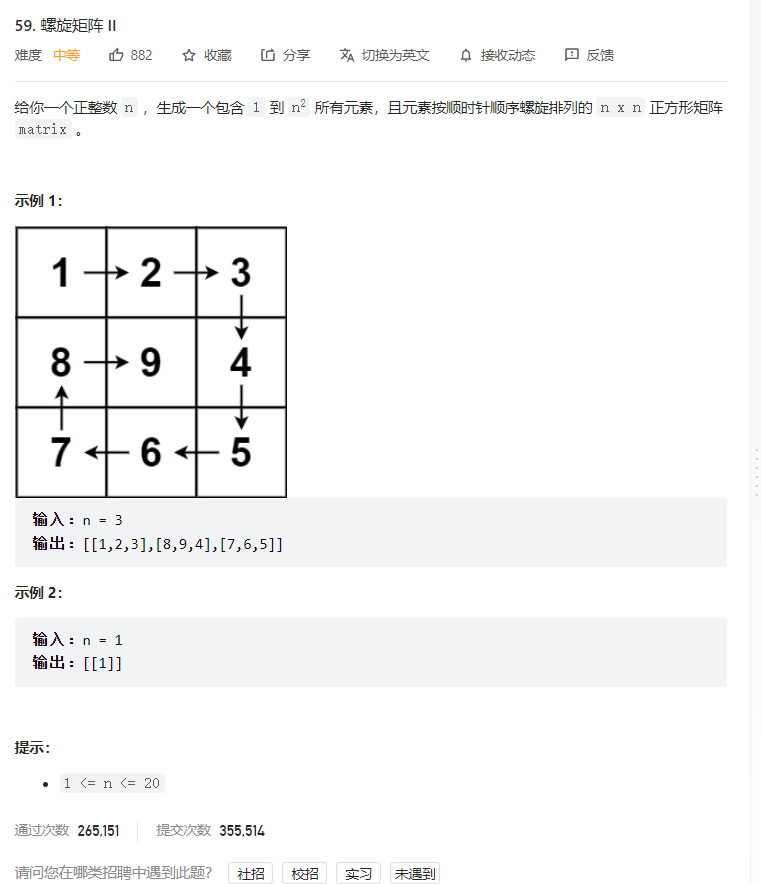 59. 螺旋矩阵 II
难度 中等 882 收藏 分享 切换为英文 接收动态 反馈
给你一个正整数 n ，生成一个包含 1 到 n² 所有元素，且元素按顺时针顺序螺旋排列的 n x n 正方形矩阵
matrix 。
示例 1：
1 2 3
8 9 4
7 6 5
输入：n = 3
输出：[[1,2,3],[8,9,4],[7,6,5]]
示例 2：
输入：n = 1
输出：[[1]]
提示：
1 <= n <= 20
通过次数 265,151 提交次数 355,514
请问您在哪类招聘中遇到此题？ 社招 校招 实习 未遇到